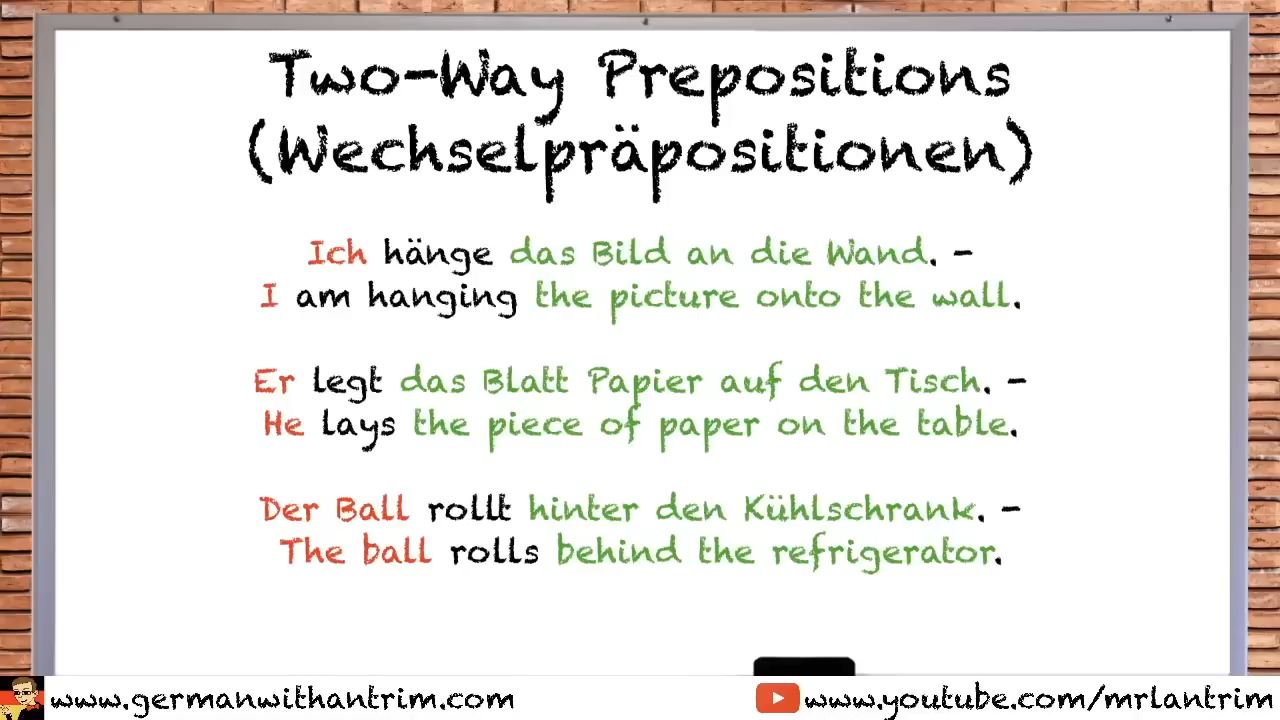 Two-Way Prepositions
(Wechselpräpositionen)
Ich hänge das Bild an die Wand. -
I am hanging the picture onto the wall.
Er legt das Blatt Papier auf den Tisch. -
He lays the piece of paper on the table.
Der Ball rollt hinter den Kühlschrank. -
The ball rolls behind the refrigerator.
www.germanwithantrim.com
www.youtube.com/mrlantrim